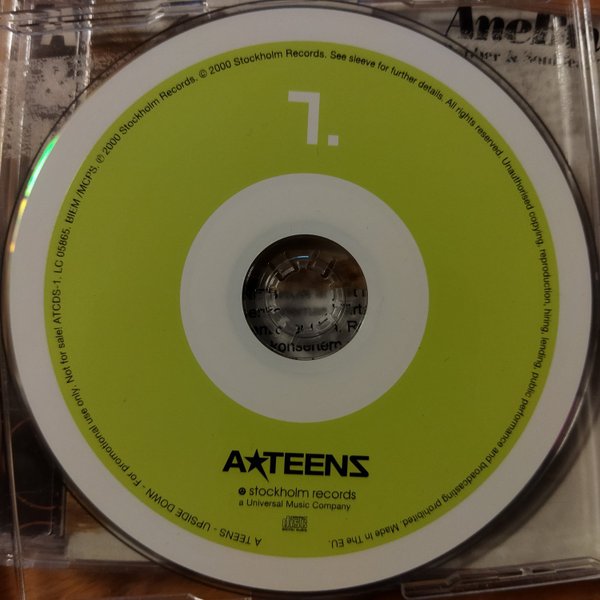 1.
A TEENS - UPSIDE DOWN - For promotional use only. Not for sale! ATCDS-1. LC 05865. BIEM /MCPS. ℗ 2000 Stockholm Records. © 2000 Stockholm Records. See sleeve for further details. All rights reserved. Unauthorised copying, reproduction, hiring, lending, public performance and broadcasting prohibited. Made In The EU.
A★TEENS
stockholm records
a Universal Music Company